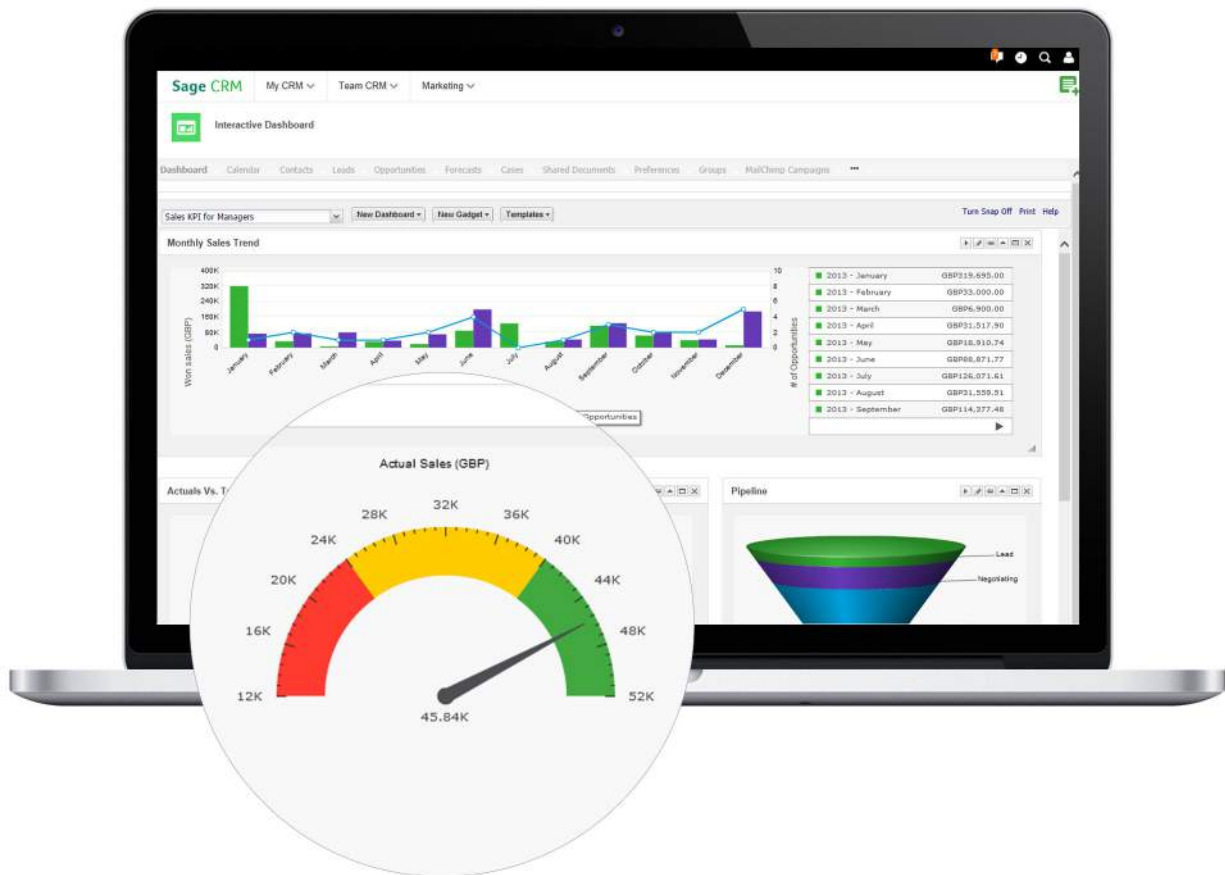 Sage CRM My CRM Team CRM Marketing
Interactive Dashboard
Dashboard Calendar Contacts Leads Opportunities Forecasts Cases Shared Documents Preferences Groups MailChimp Campaigns •••
Sales KPI for Managers New Dashboard New Gadget Templates Turn Snap Off Print Help
Monthly Sales Trend
Won sales (GBP)
400K
320K
240K
160K
80K
0
10
8
6
4
2
0
# of Opportunities
January February March April May June July August September October November December
Opportunities
2013 - January GBP319,695.00
2013 - February GBP33,000.00
2013 - March GBP6,900.00
2013 - April GBP31,517.90
2013 - May GBP18,910.74
2013 - June GBP88,871.77
2013 - July GBP126,071.61
2013 - August GBP31,559.51
2013 - September GBP114,377.48
Actuals Vs.
Actual Sales (GBP)
12K
16K
20K
24K
28K
32K
36K
40K
44K
48K
52K
45.84K
Pipeline
Lead
Negotiating